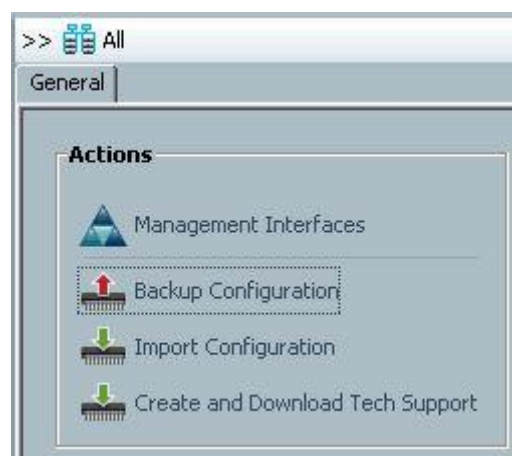 >> All
General
Actions
Management Interfaces
Backup Configuration
Import Configuration
Create and Download Tech Support